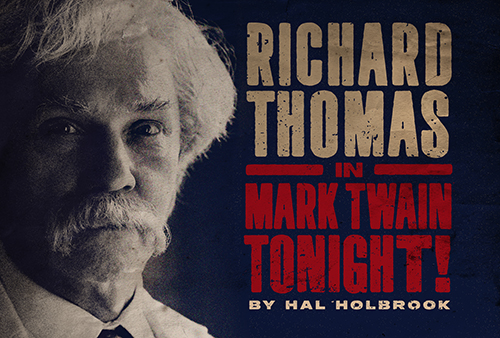 RICHARD
THOMAS
IN
MARK TWAIN
TONIGHT!
BY HAL HOLBROOK